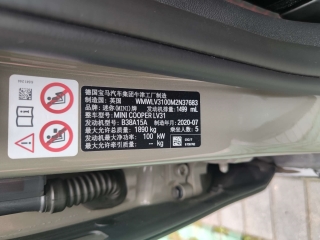 德国宝马汽车集团牛津工厂制造
制造国：英国 WMWLV3100M2N37683
品牌：迷你(MINI)牌 发动机排量：1499 mL
整车型号：MINI COOPER LV31
发动机型号：B38A15A 制造年月：2020-07
最大允许总质量：1890 kg 乘坐人数：5
发动机最大净功率：100 kW
最大允许牵引质量：-- kg